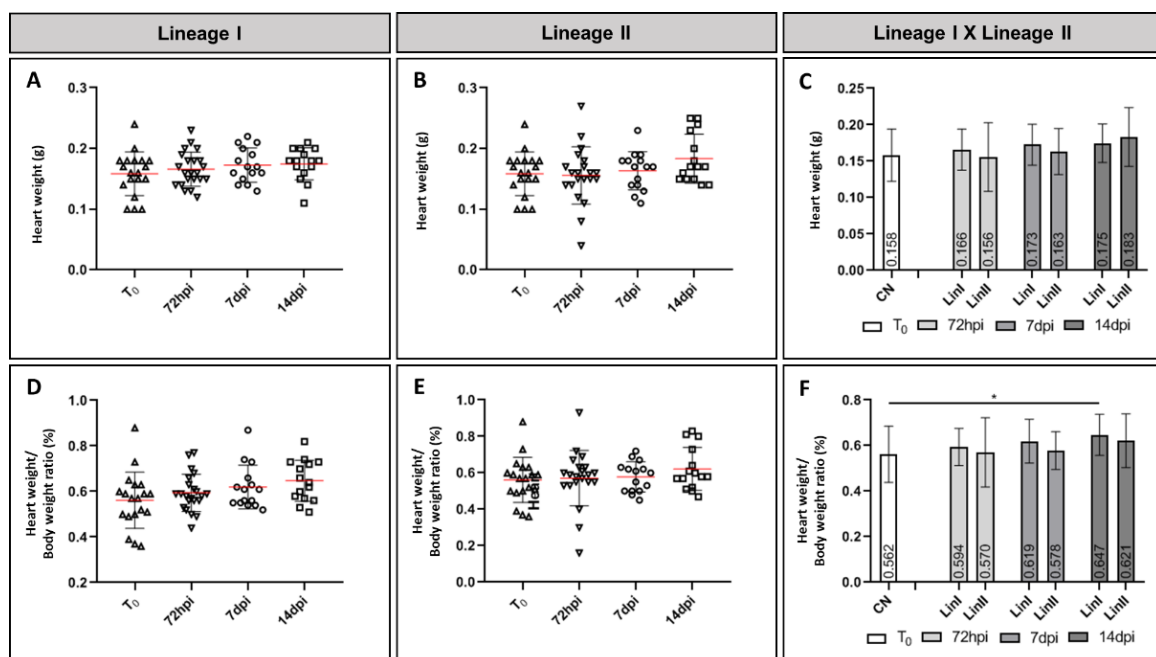 Lineage I
Lineage II
Lineage I X Lineage II
A
Heart weight (g)
0.3
0.2
0.1
0.0
T₀
72hpi
7dpi
14dpi
B
Heart weight (g)
0.3
0.2
0.1
0.0
T₀
72hpi
7dpi
14dpi
C
Heart weight (g)
0.25
0.20
0.15
0.10
0.05
0.00
0.158
0.166
0.156
0.173
0.163
0.175
0.183
CN
LinI
LinII
LinI
LinII
LinI
LinII
T₀ 72hpi 7dpi 14dpi
D
Heart weight/
Body weight ratio (%)
1.0
0.8
0.6
0.4
0.2
T₀
72hpi
7dpi
14dpi
E
Heart weight/
Body weight ratio (%)
1.0
0.8
0.6
0.4
0.2
0.0
T₀
72hpi
7dpi
14dpi
F
Heart weight/
Body weight ratio (%)
0.8
0.6
0.4
0.2
0.0
*
0.562
0.594
0.570
0.619
0.578
0.647
0.621
CN
LinI
LinII
LinI
LinII
LinI
LinII
T₀ 72hpi 7dpi 14dpi